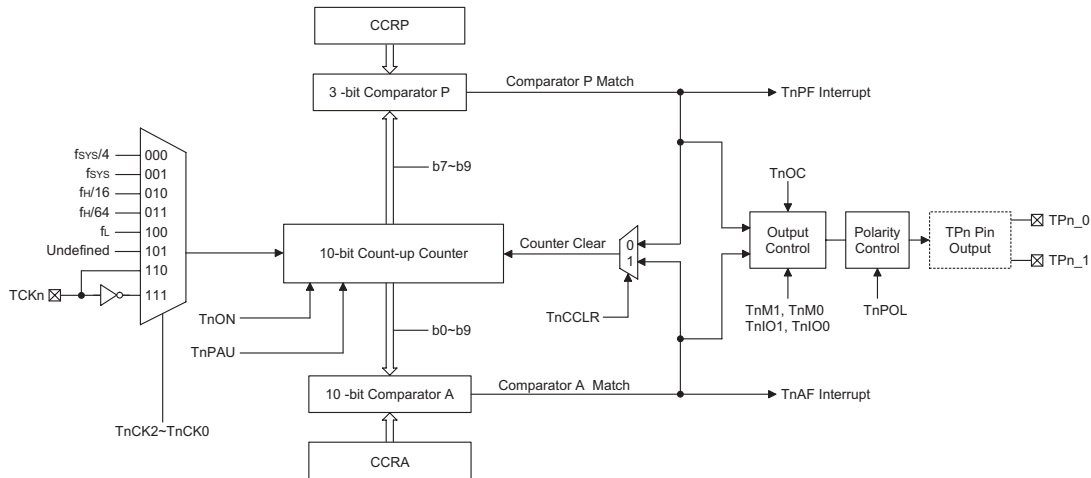 CCRP
3 -bit Comparator P
Comparator P Match
TnPF Interrupt
b7~b9
fSYS/4
000
fSYS
001
fH/16
010
fH/64
011
fL
100
Undefined
101
110
TCKn
111
10-bit Count-up Counter
Counter Clear
0
1
TnOC
Output
Control
Polarity
Control
TPn Pin
Output
TPn_0
TPn_1
TnON
TnPAU
b0~b9
TnCCLR
TnM1, TnM0
TnIO1, TnIO0
TnPOL
10 -bit Comparator A
Comparator A Match
TnAF Interrupt
TnCK2~TnCK0
CCRA